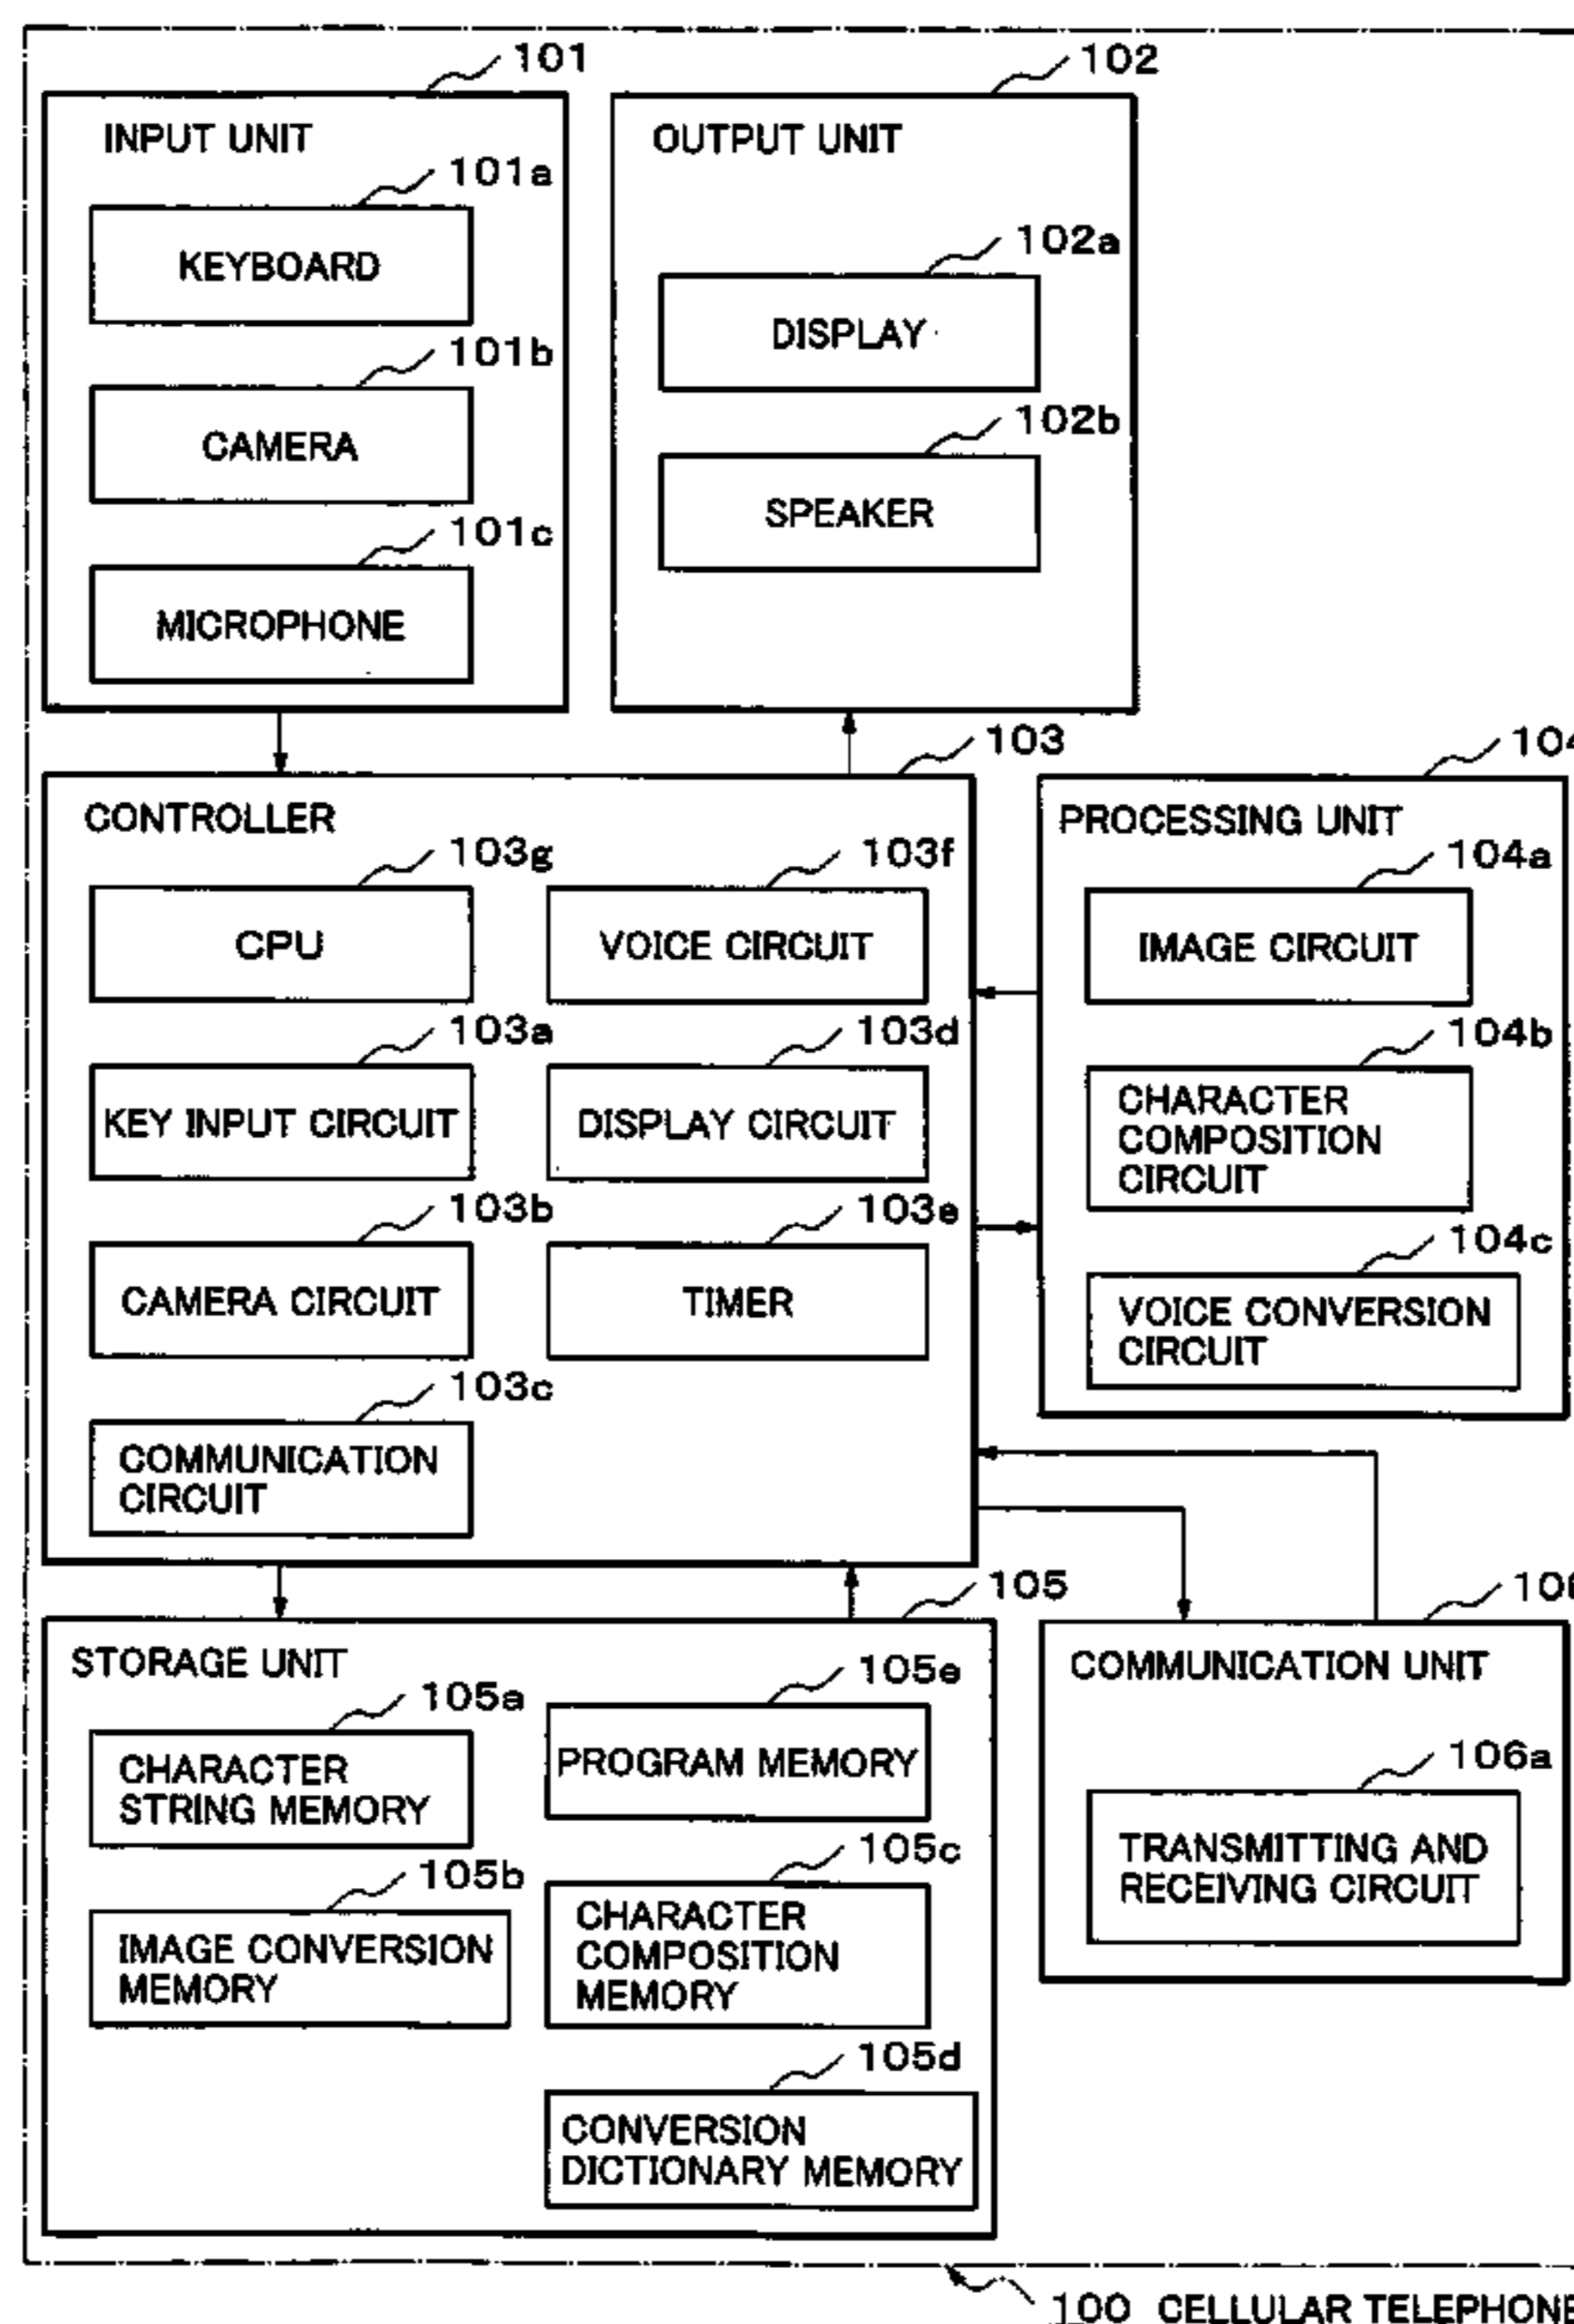 101
102
INPUT UNIT
101a
KEYBOARD
101b
CAMERA
101c
MICROPHONE
OUTPUT UNIT
102a
DISPLAY
102b
SPEAKER
103
CONTROLLER
103g
CPU
103f
VOICE CIRCUIT
103a
KEY INPUT CIRCUIT
103d
DISPLAY CIRCUIT
103b
CAMERA CIRCUIT
103e
TIMER
103c
COMMUNICATION
CIRCUIT
104
PROCESSING UNIT
104a
IMAGE CIRCUIT
104b
CHARACTER
COMPOSITION
CIRCUIT
104c
VOICE CONVERSION
CIRCUIT
105
STORAGE UNIT
105a
CHARACTER
STRING MEMORY
105b
IMAGE CONVERSION
MEMORY
105e
PROGRAM MEMORY
105c
CHARACTER
COMPOSITION
MEMORY
105d
CONVERSION
DICTIONARY MEMORY
106
COMMUNICATION UNIT
106a
TRANSMITTING AND
RECEIVING CIRCUIT
100 CELLULAR TELEPHONE